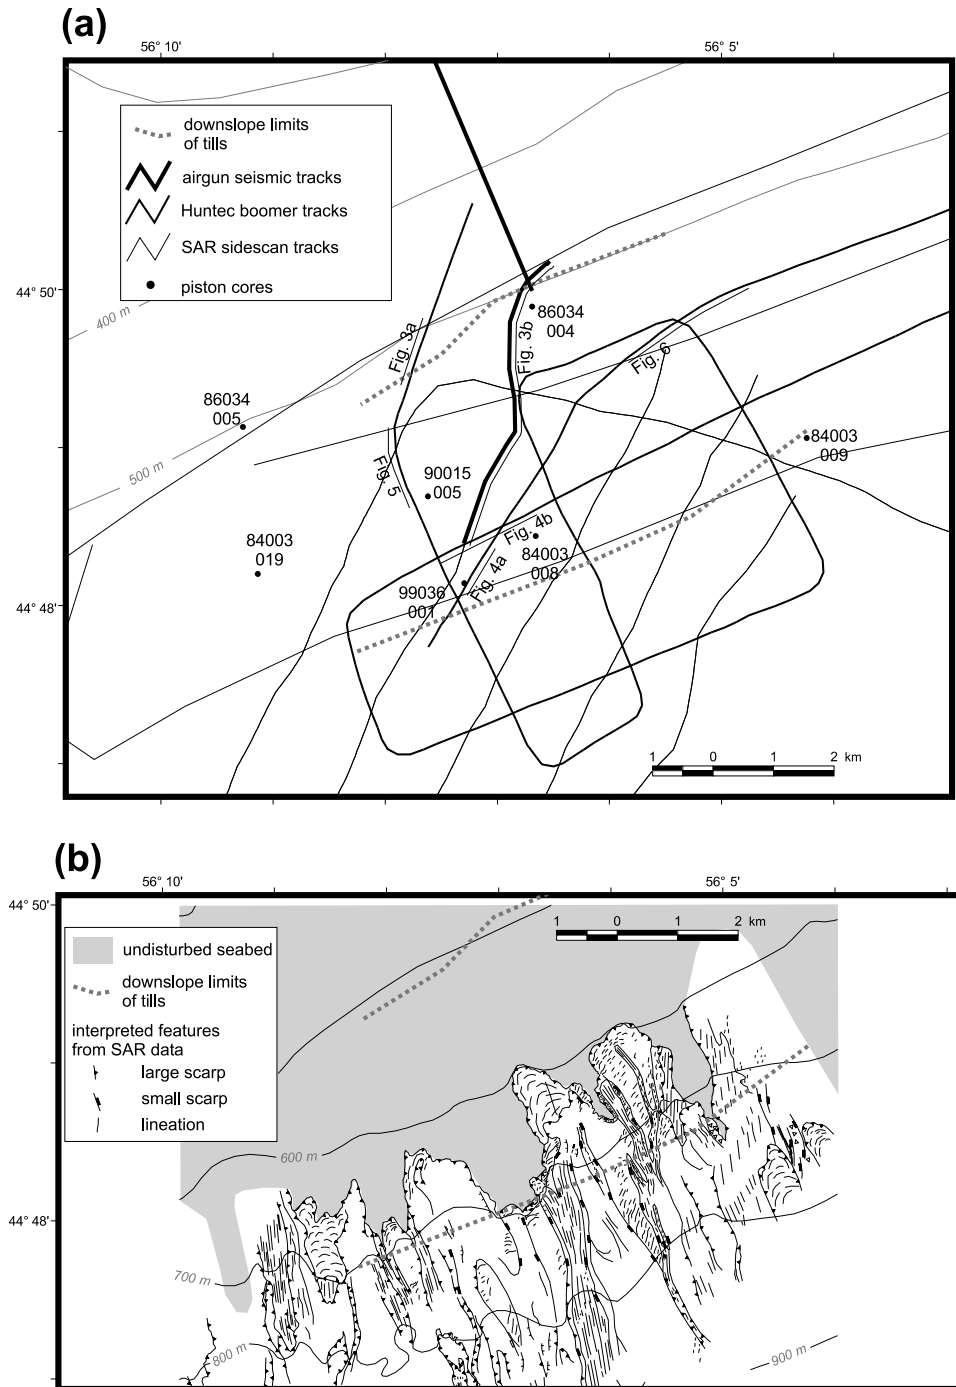 (a)
56° 10'
56° 5'
downslope limits
of tills
airgun seismic tracks
Huntec boomer tracks
SAR sidescan tracks
piston cores
44° 50'
400 m
86034
004
Fig. 3a
Fig. 3b
Fig. 6
86034
005
84003
009
500 m
90015
005
Fig. 5
Fig. 4b
84003
019
84003
008
Fig. 4a
99036
001
44° 48'
1 0 1 2 km
(b)
56° 10'
56° 5'
44° 50'
1 0 1 2 km
undisturbed seabed
downslope limits
of tills
interpreted features
from SAR data
large scarp
small scarp
lineation
600 m
44° 48'
700 m
800 m
900 m